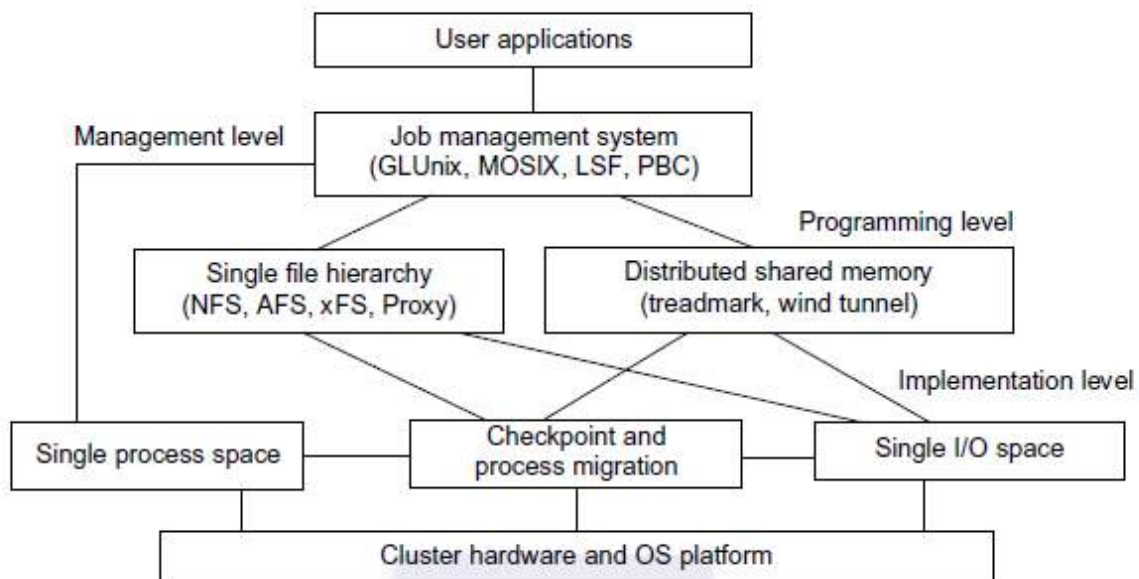 User applications
Management level
Job management system
(GLUnix, MOSIX, LSF, PBC)
Programming level
Single file hierarchy
(NFS, AFS, xFS, Proxy)
Distributed shared memory
(treadmark, wind tunnel)
Implementation level
Single process space
Checkpoint and
process migration
Single I/O space
Cluster hardware and OS platform